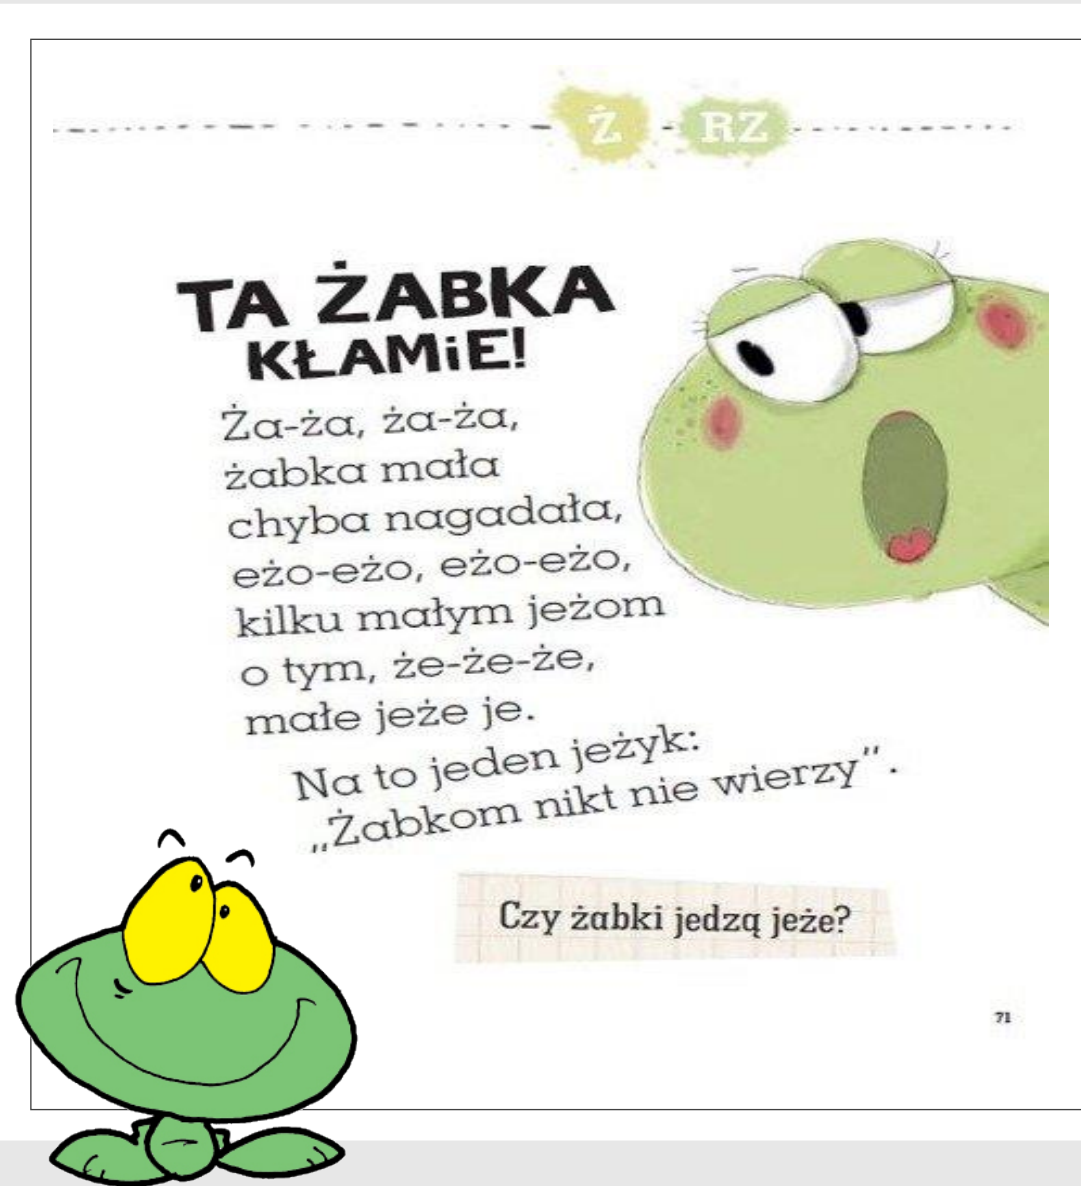 Ż - RZ
TA ŻABKA
KŁAMiE!
Ża-ża, ża-ża,
żabka mała
chyba nagadała,
eżo-eżo, eżo-eżo,
kilku małym jeżom
o tym, że-że-że,
małe jeże je.
Na to jeden jeżyk:
„Żabkom nikt nie wierzy".
Czy żabki jedzą jeże?
71